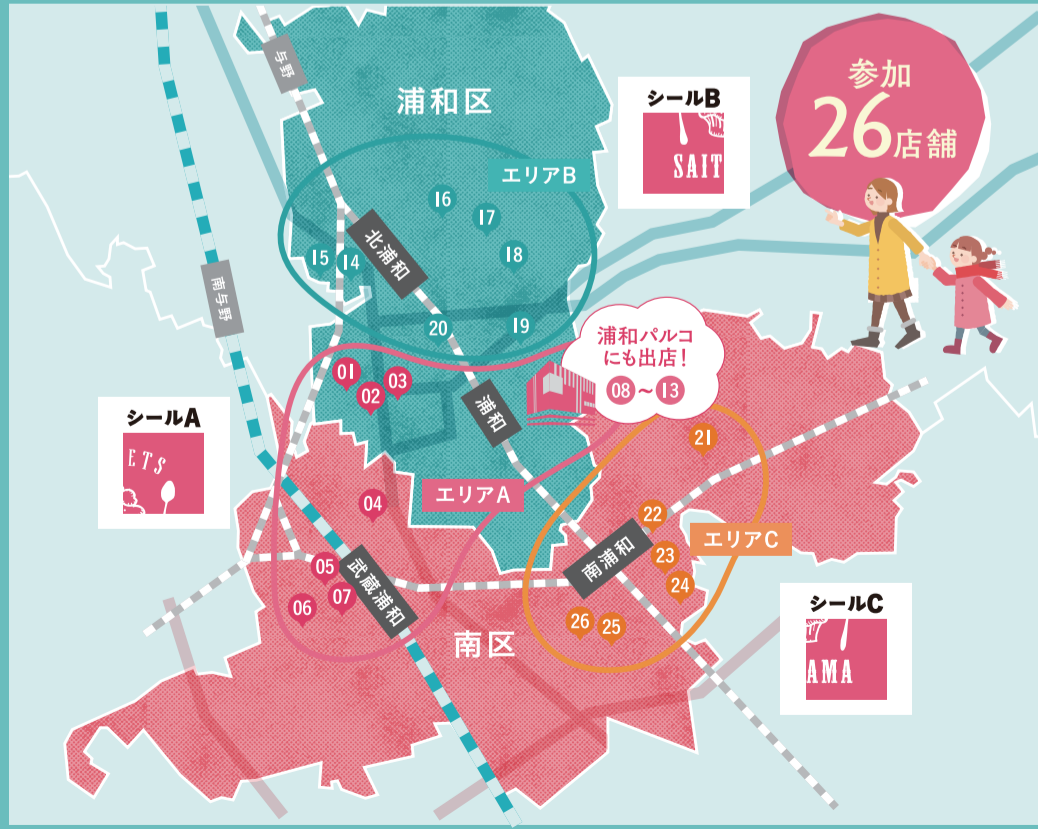 与野
浦和区
シールB
SAIT
参加
26店舗
エリアB
16
17
18
15
14
北浦和
南与野
20
19
浦和パルコ
にも出店！
08～13
01
02
03
浦和
シールA
ETS
21
エリアA
04
22
エリアC
南浦和
23
24
05
武蔵浦和
07
06
26
25
南区
シールC
AMA